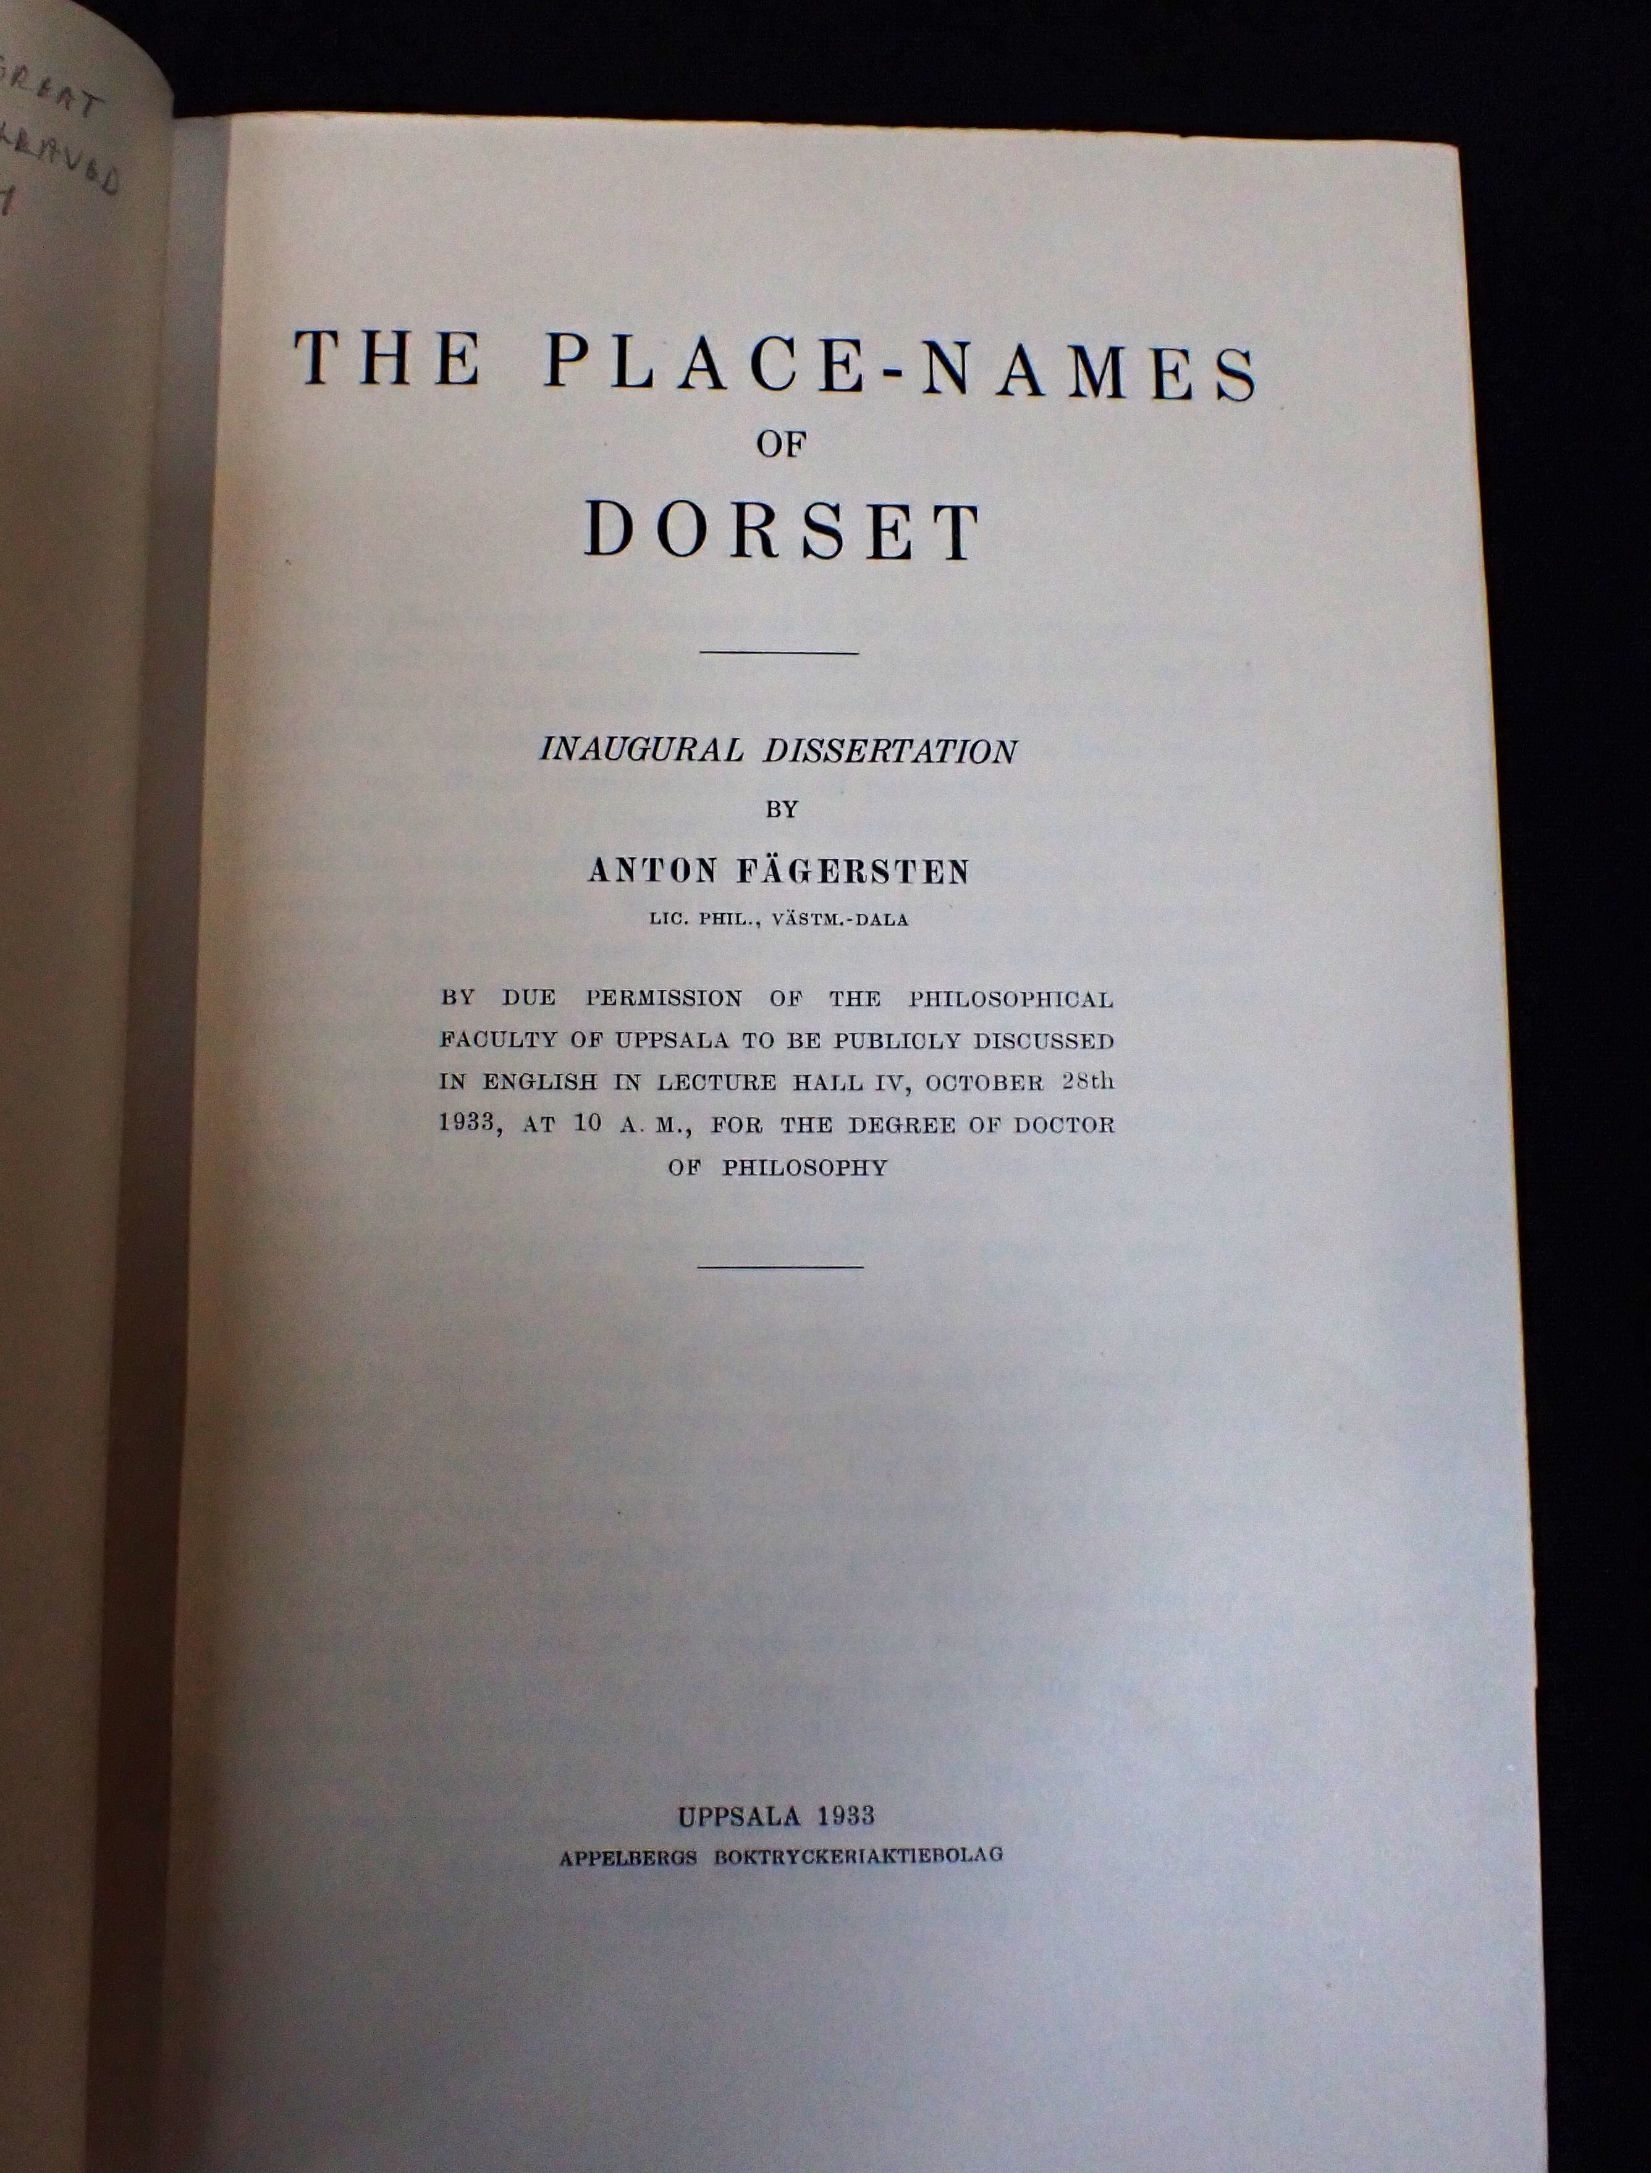 GREAT
THE PLACE-NAMES
OF
DORSET
INAUGURAL DISSERTATION
BY
ANTON FÄGERSTEN
LIC. PHIL., VÄSTM.-DALA
BY DUE PERMISSION OF THE PHILOSOPHICAL
FACULTY OF UPPSALA TO BE PUBLICLY DISCUSSED
IN ENGLISH IN LECTURE HALL IV, OCTOBER 28th
1933, AT 10 A. M., FOR THE DEGREE OF DOCTOR
OF PHILOSOPHY
UPPSALA 1933
APPELBERGS BOKTRYCKERIAKTIEBOLAG